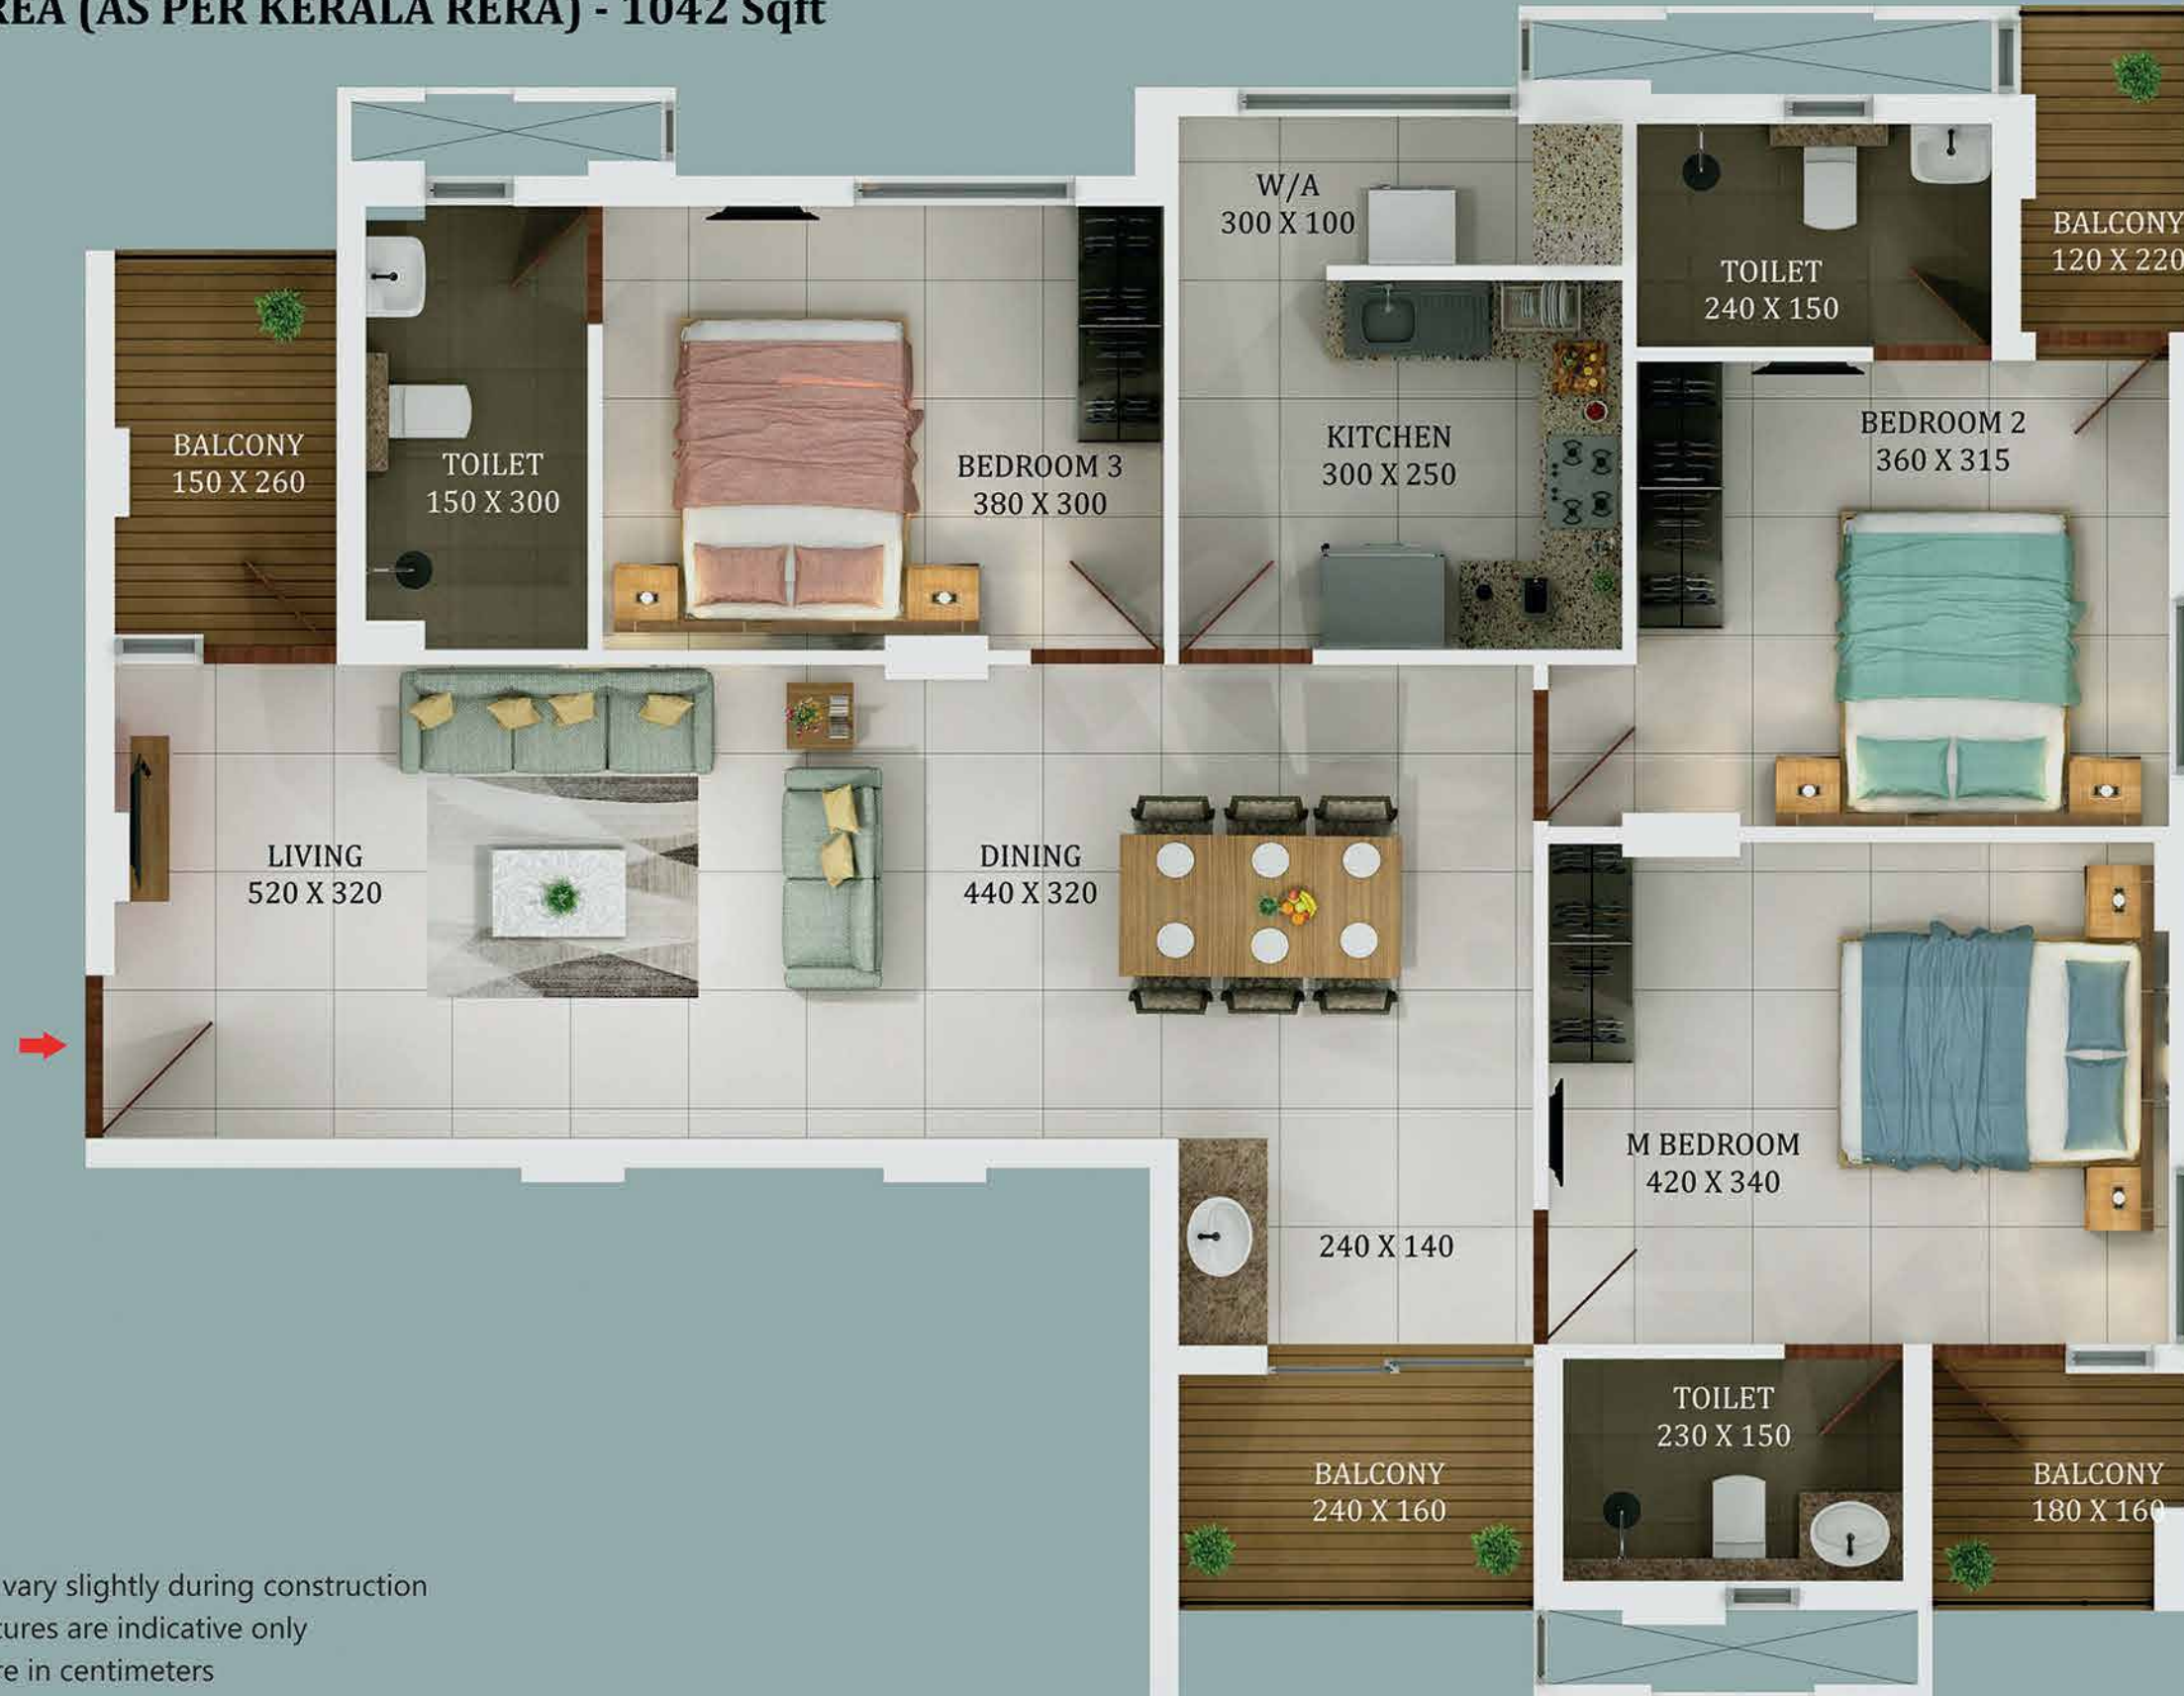 (AS PER KERALA RERA) - 1042 Sqft
W/A
300 X 100
BALCONY
120 X 220
TOILET
240 X 150
BALCONY
150 X 260
TOILET
150 X 300
BEDROOM 3
380 X 300
KITCHEN
300 X 250
BEDROOM 2
360 X 315
LIVING
520 X 320
DINING
440 X 320
M BEDROOM
420 X 340
240 X 140
TOILET
230 X 150
BALCONY
240 X 160
BALCONY
180 X 160
vary slightly during construction
are indicative only
in centimeters